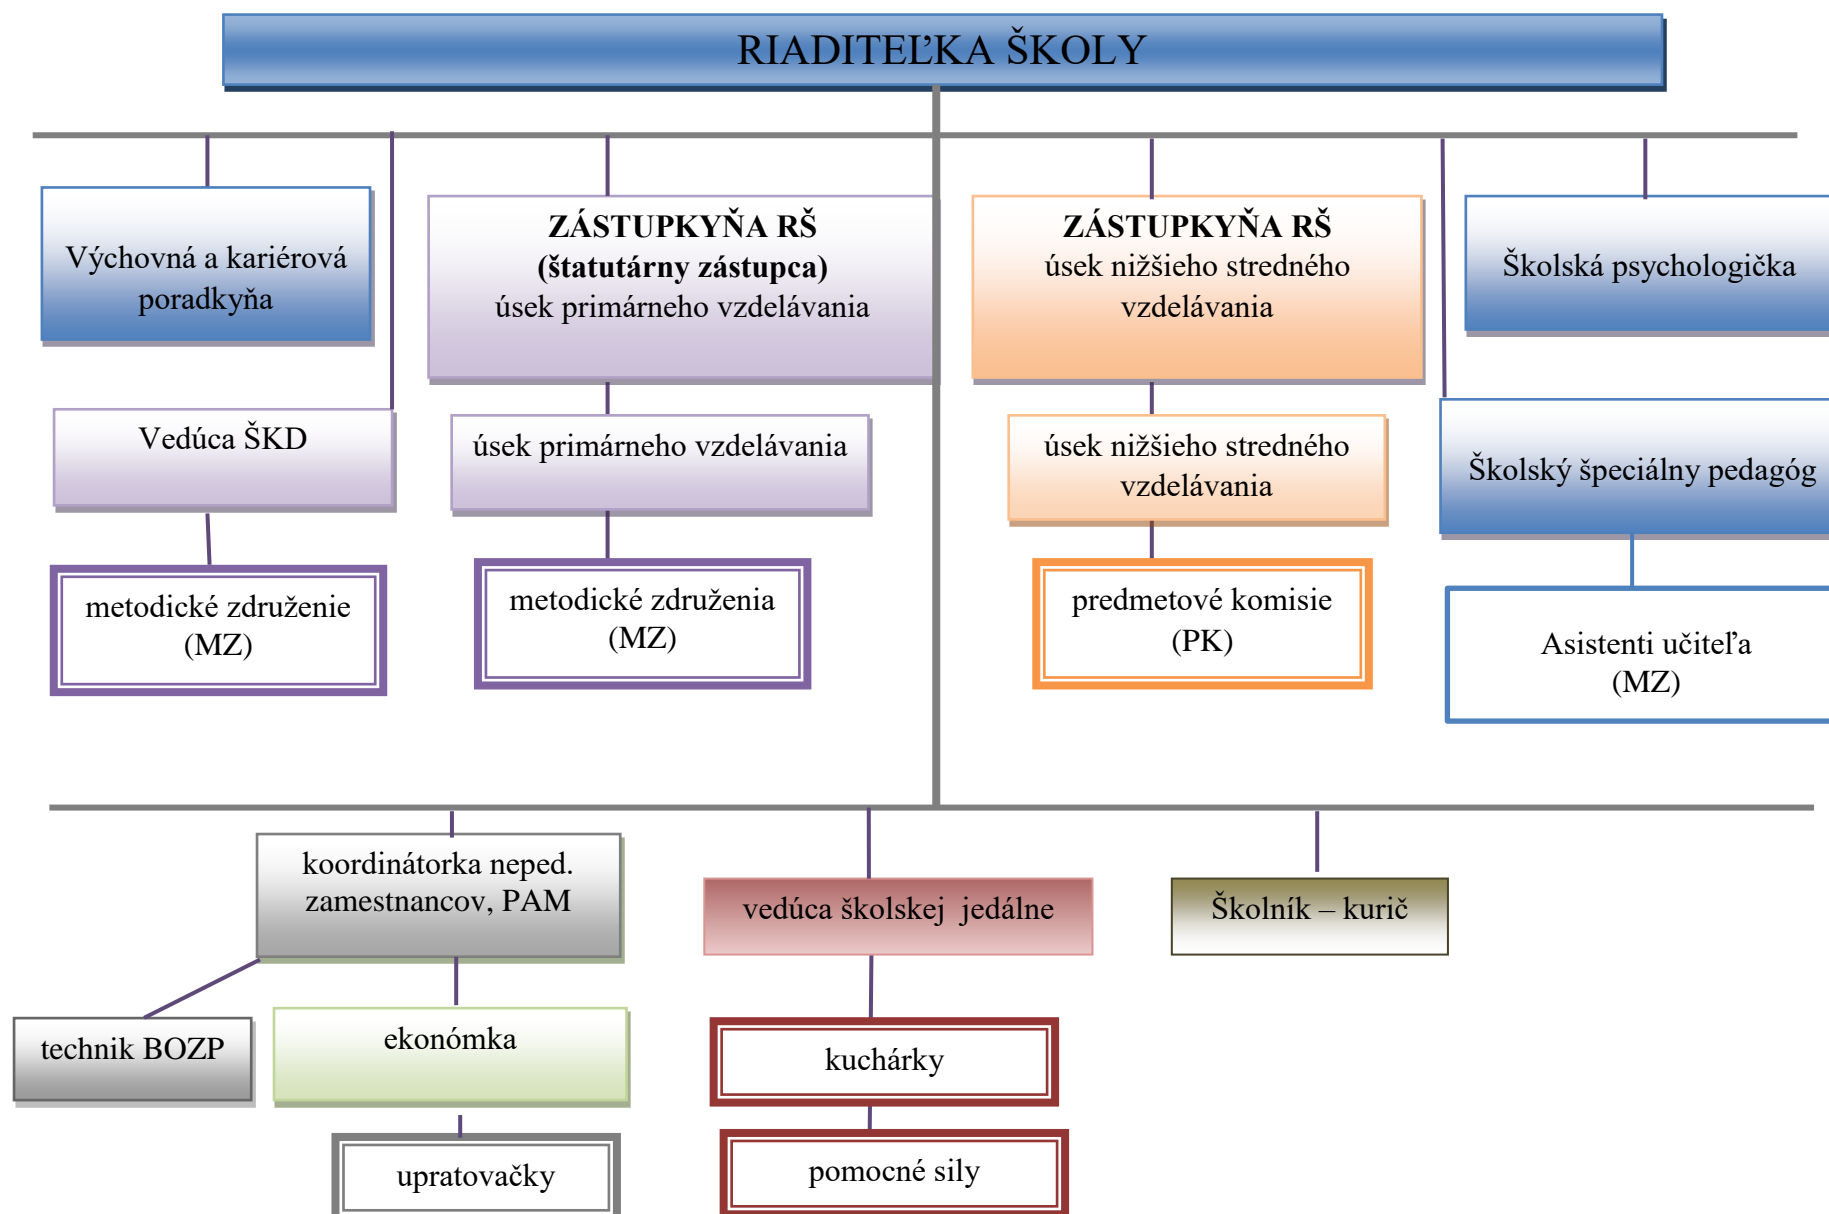 RIADITEĽKA ŠKOLY
Výchovná a kariérová
poradkyňa
ZÁSTUPKYŇA RŠ
(štatutárny zástupca)
úsek primárneho vzdelávania
ZÁSTUPKYŇA RŠ
úsek nižšieho stredného
vzdelávania
Školská psychologička
Vedúca ŠKD
úsek primárneho vzdelávania
úsek nižšieho stredného
vzdelávania
Školský špeciálny pedagóg
metodické združenie
(MZ)
metodické združenia
(MZ)
predmetové komisie
(PK)
Asistenti učiteľa
(MZ)
koordinátorka neped.
zamestnancov, PAM
vedúca školskej jedálne
Školník – kurič
technik BOZP
ekonómka
kuchárky
upratovačky
pomocné sily